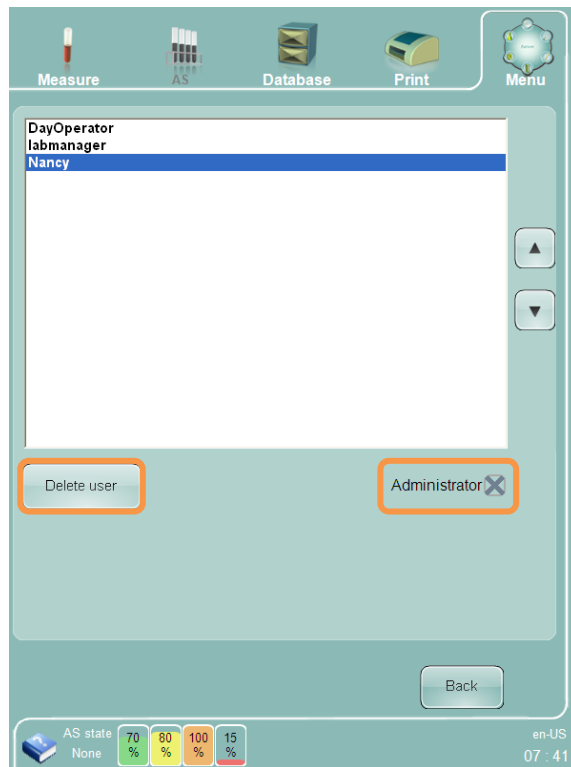 Measure AS Database Print Menu
DayOperator
labmanager
Nancy
▲
▼
Delete user Administrator
Back
AS state 70 80 100 15 en-US
None % % % % 07 : 41